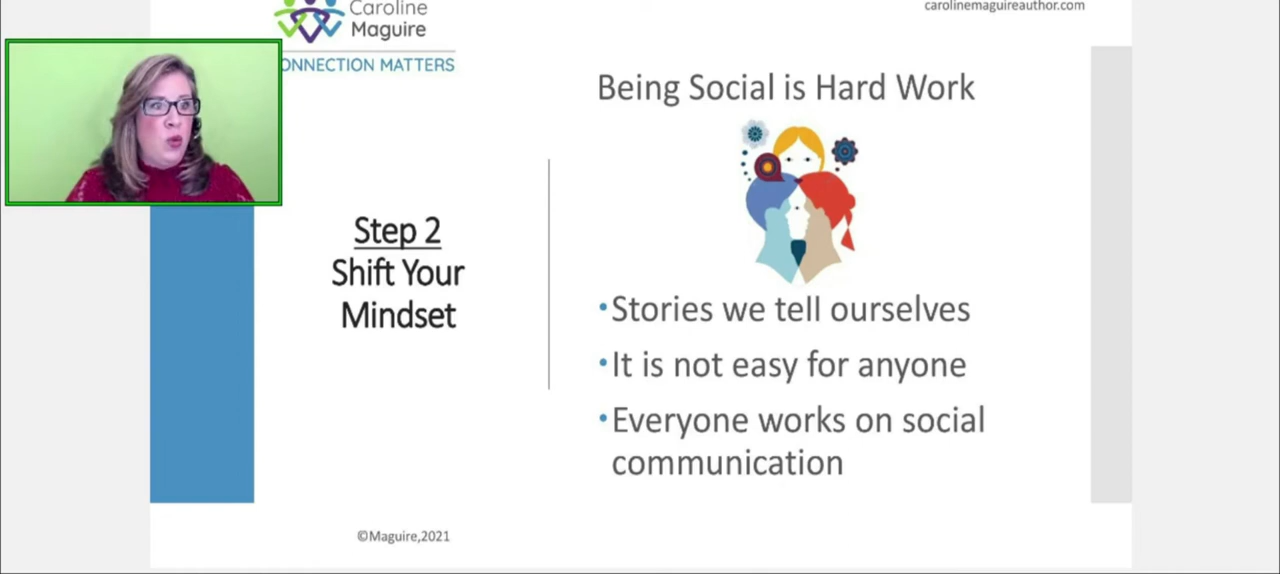 Caroline
Maguire
ONNECTION MATTERS
carolinemaguireauthor.com
Step 2
Shift Your
Mindset
Being Social is Hard Work
•Stories we tell ourselves
•It is not easy for anyone
•Everyone works on social
communication
©Maguire,2021